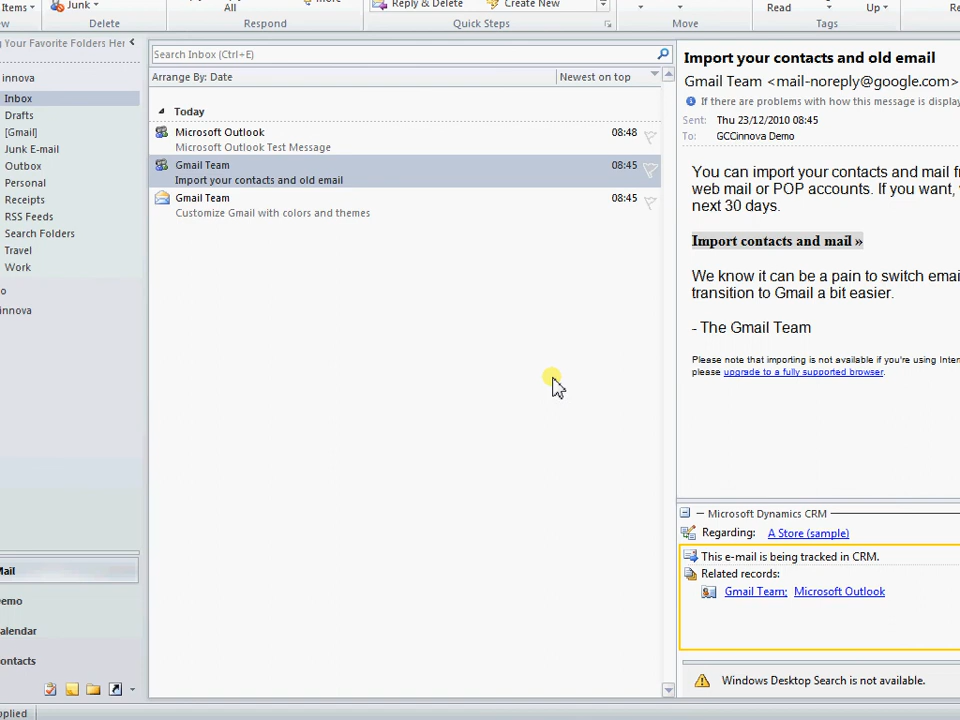 Items
Junk
All
Reply & Delete
Create New
Read
Up
Delete
Respond
Quick Steps
Move
Tags
g Your Favorite Folders Her
innova
Inbox
Drafts
[Gmail]
Junk E-mail
Outbox
Personal
Receipts
RSS Feeds
Search Folders
Travel
Work
o
innova
Mail
emo
alendar
ontacts
pplied
Search Inbox (Ctrl+E)
Arrange By: Date
Newest on top
Today
Microsoft Outlook 08:48
Microsoft Outlook Test Message
Gmail Team 08:45
Import your contacts and old email
Gmail Team 08:45
Customize Gmail with colors and themes
Import your contacts and old email
Gmail Team <mail-noreply@google.com>
If there are problems with how this message is display
Sent: Thu 23/12/2010 08:45
To: GCCinnova Demo
You can import your contacts and mail f
web mail or POP accounts. If you want,
next 30 days.
Import contacts and mail »
We know it can be a pain to switch emai
transition to Gmail a bit easier.
- The Gmail Team
Please note that importing is not available if you're using Inter
please upgrade to a fully supported browser.
Microsoft Dynamics CRM
Regarding: A Store (sample)
This e-mail is being tracked in CRM.
Related records:
Gmail Team; Microsoft Outlook
Windows Desktop Search is not available.